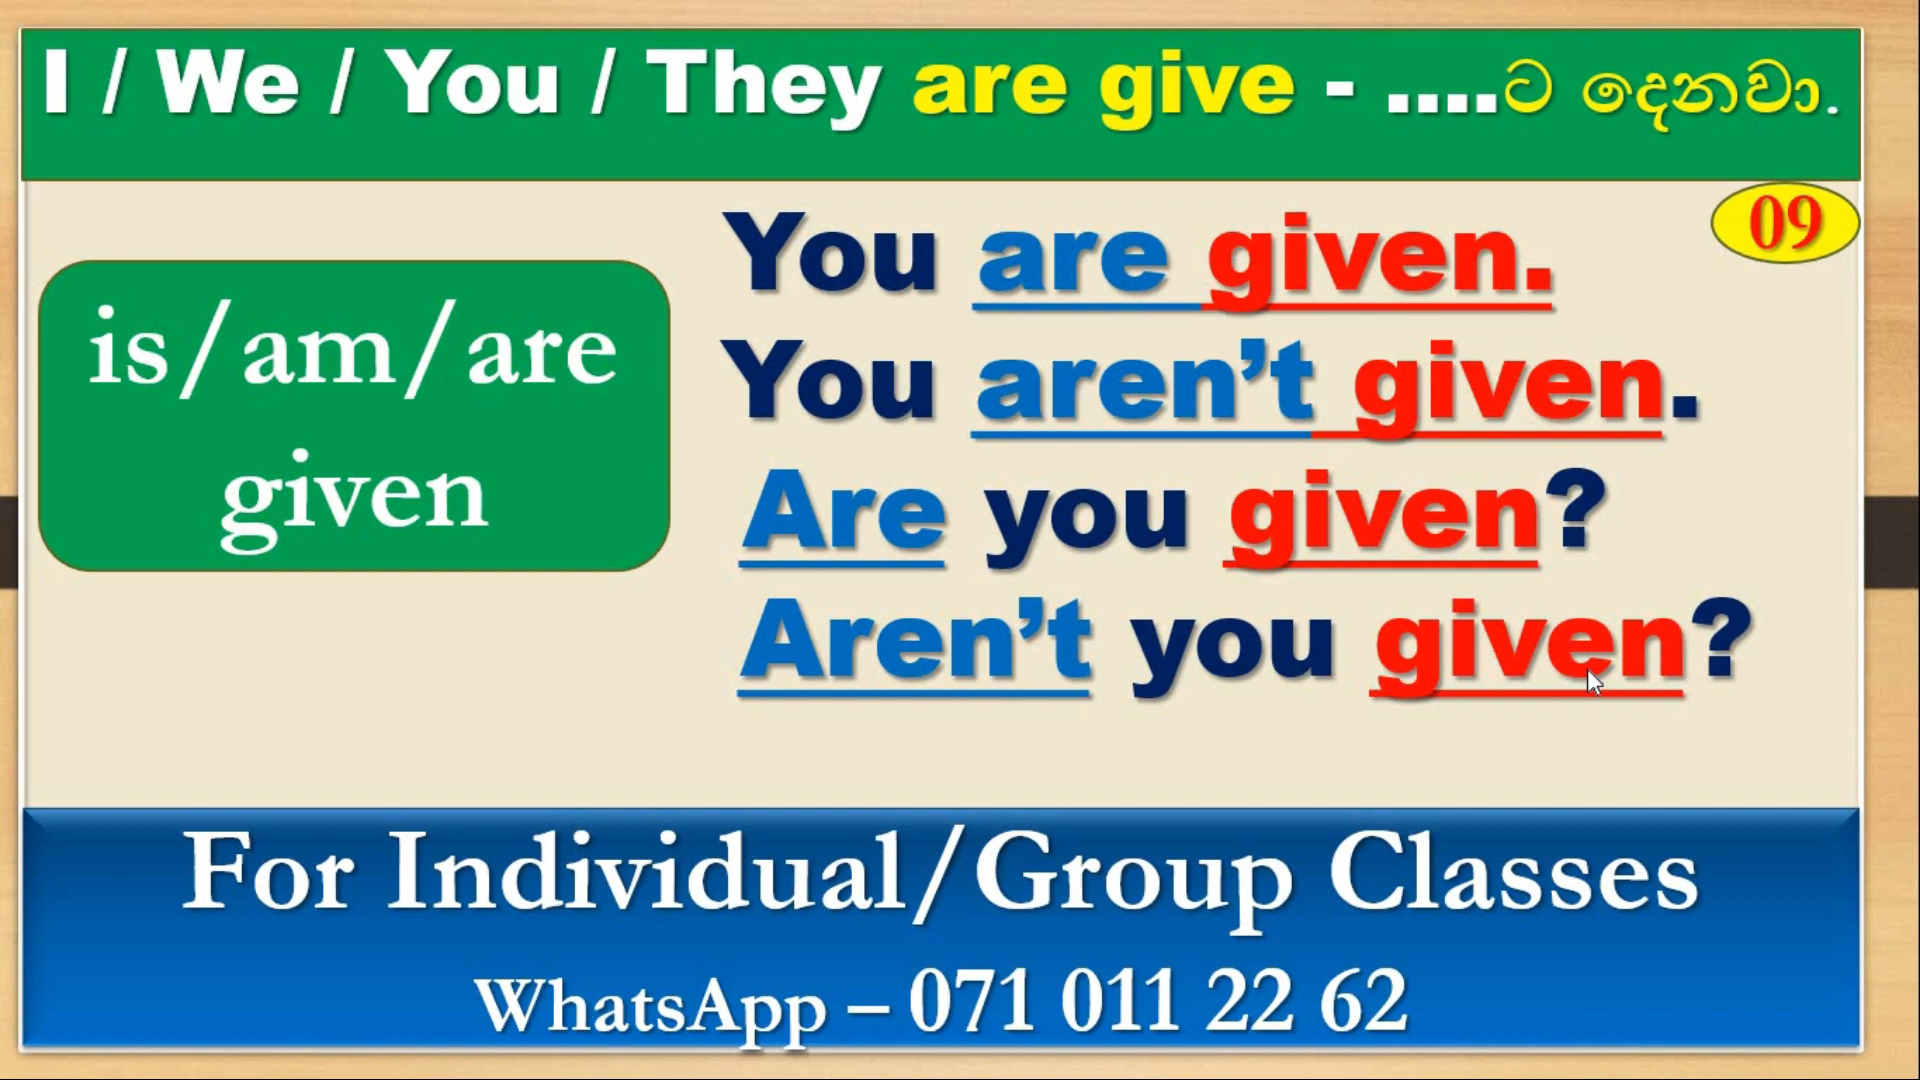 I / We / You / They are give - ....ට දෙනවා.
09
is/am/are
given
You are given.
You aren’t given.
Are you given?
Aren’t you given?
For Individual/Group Classes
WhatsApp – 071 011 22 62